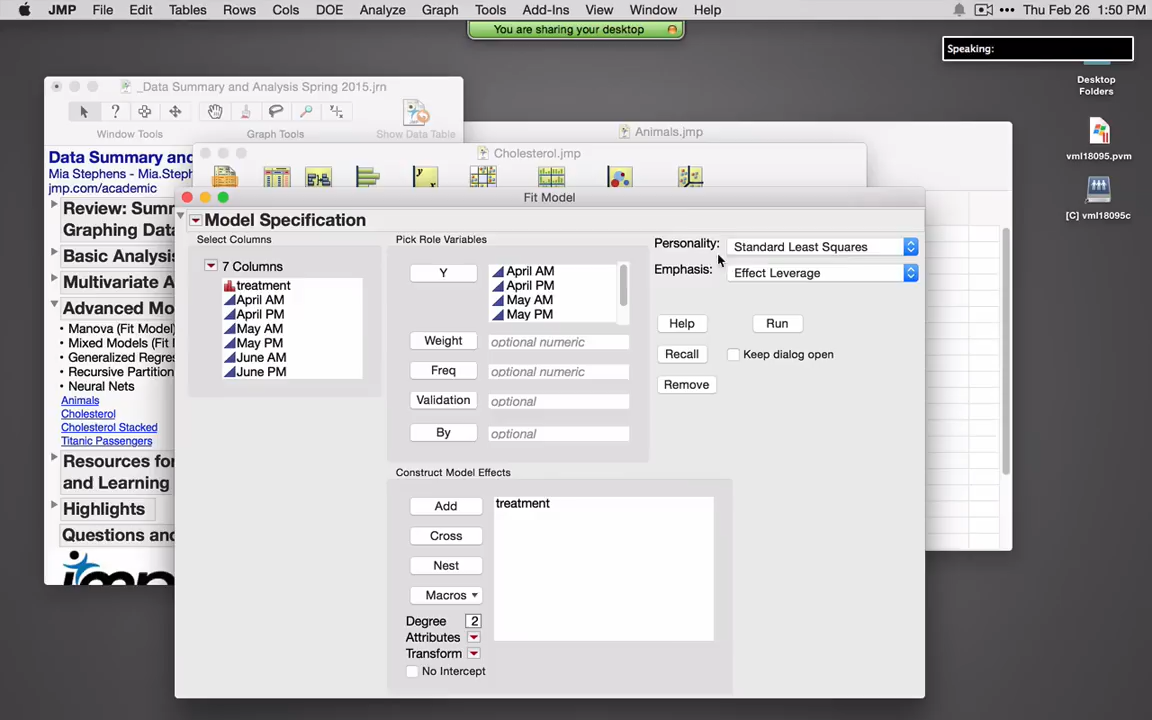 JMP File Edit Tables Rows Cols DOE Analyze Graph Tools Add-Ins View Window Help Thu Feb 26 1:50 PM
You are sharing your desktop
Speaking:
Desktop Folders
vml18095.pvm
[C] vml18095c
_Data Summary and Analysis Spring 2015.jrn
Window Tools
Graph Tools
Show Data Table
Animals.jmp
Cholesterol.jmp
Data Summary and
Mia Stephens - Mia.Steph
jmp.com/academic
Review: Summ
Graphing Dat
Basic Analysis
Multivariate A
Advanced Mo
• Manova (Fit Model)
• Mixed Models (Fit M
• Generalized Regres
• Recursive Partition
• Neural Nets
Animals
Cholesterol
Cholesterol Stacked
Titanic Passengers
Resources for
and Learning
Highlights
Questions and
jmp
Fit Model
Model Specification
Select Columns
7 Columns
treatment
April AM
April PM
May AM
May PM
June AM
June PM
Pick Role Variables
Y
April AM
April PM
May AM
May PM
Weight optional numeric
Freq optional numeric
Validation optional
By optional
Personality: Standard Least Squares
Emphasis: Effect Leverage
Help Run
Recall Keep dialog open
Remove
Construct Model Effects
Add
Cross
Nest
Macros
treatment
Degree 2
Attributes
Transform
No Intercept